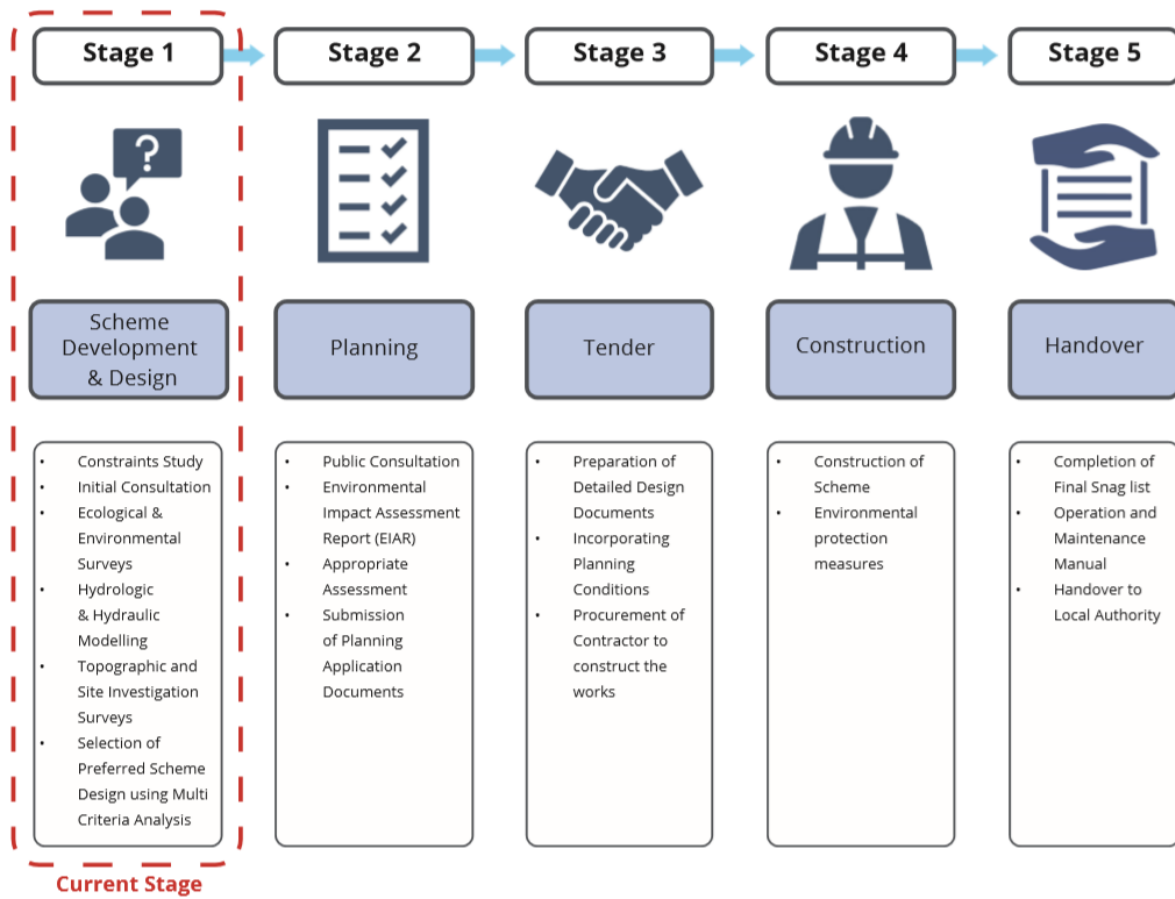 Stage 1
Stage 2
Stage 3
Stage 4
Stage 5
?
Scheme
Development
& Design
Planning
Tender
Construction
Handover
• Constraints Study
• Initial Consultation
• Ecological &
Environmental
Surveys
• Hydrologic
& Hydraulic
Modelling
• Topographic and
Site Investigation
Surveys
• Selection of
Preferred Scheme
Design using Multi
Criteria Analysis
• Public Consultation
• Environmental
Impact Assessment
Report (EIAR)
• Appropriate
Assessment
• Submission
of Planning
Application
Documents
• Preparation of
Detailed Design
Documents
• Incorporating
Planning
Conditions
• Procurement of
Contractor to
construct the
works
• Construction of
Scheme
• Environmental
protection
measures
• Completion of
Final Snag list
• Operation and
Maintenance
Manual
• Handover to
Local Authority
Current Stage